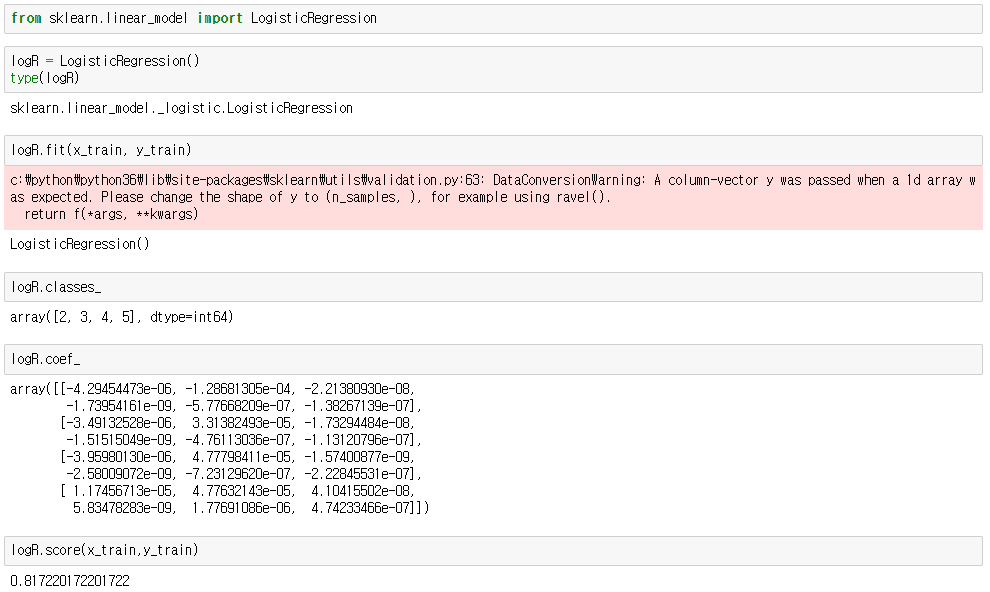 from sklearn.linear_model import LogisticRegression
logR = LogisticRegression()
type(logR)
sklearn.linear_model._logistic.LogisticRegression
logR.fit(x_train, y_train)
c:₩python₩python36₩lib₩site-packages₩sklearn₩utils₩validation.py:63: DataConversionWarning: A column-vector y was passed when a 1d array w
as expected. Please change the shape of y to (n_samples, ), for example using ravel().
  return f(*args, **kwargs)
LogisticRegression()
logR.classes_
array([2, 3, 4, 5], dtype=int64)
logR.coef_
array([[-4.29454473e-06, -1.28681305e-04, -2.21380930e-08,
        -1.73954161e-09, -5.77668209e-07, -1.38267139e-07],
       [-3.49132528e-06,  3.31382493e-05, -1.73294484e-08,
        -1.51515049e-09, -4.76113036e-07, -1.13120796e-07],
       [-3.95980130e-06,  4.77798411e-05, -1.57400877e-09,
        -2.58009072e-09, -7.23129620e-07, -2.22845531e-07],
       [ 1.17456713e-05,  4.77632143e-05,  4.10415502e-08,
         5.83478283e-09,  1.77691086e-06,  4.74233466e-07]])
logR.score(x_train,y_train)
0.817220172201722